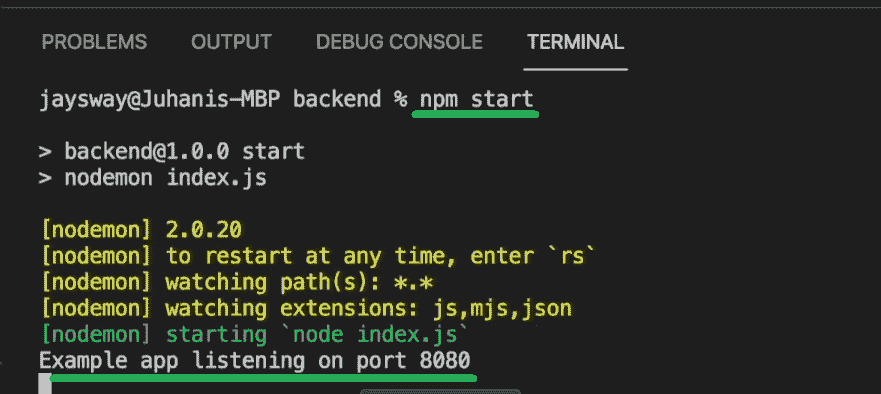 PROBLEMS OUTPUT DEBUG CONSOLE TERMINAL
jaysway@Juhanis-MBP backend % npm start
> backend@1.0.0 start
> nodemon index.js
[nodemon] 2.0.20
[nodemon] to restart at any time, enter `rs`
[nodemon] watching path(s): *.*
[nodemon] watching extensions: js,mjs,json
[nodemon] starting `node index.js`
Example app listening on port 8080